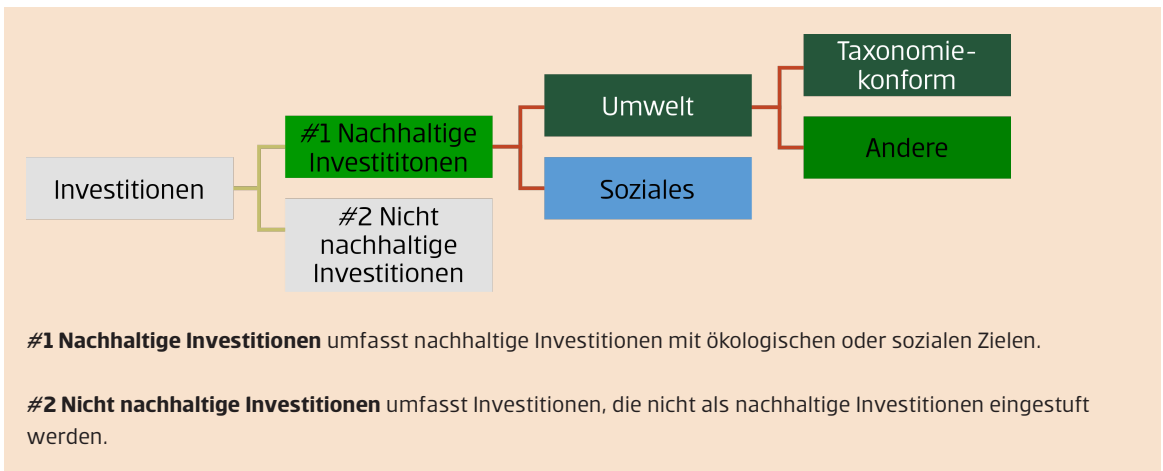 Taxonomie-
konform
Umwelt
#1 Nachhaltige
Investititonen
Andere
Investitionen
Soziales
#2 Nicht
nachhaltige
Investitionen
#1 Nachhaltige Investitionen umfasst nachhaltige Investitionen mit ökologischen oder sozialen Zielen.
#2 Nicht nachhaltige Investitionen umfasst Investitionen, die nicht als nachhaltige Investitionen eingestuft
werden.